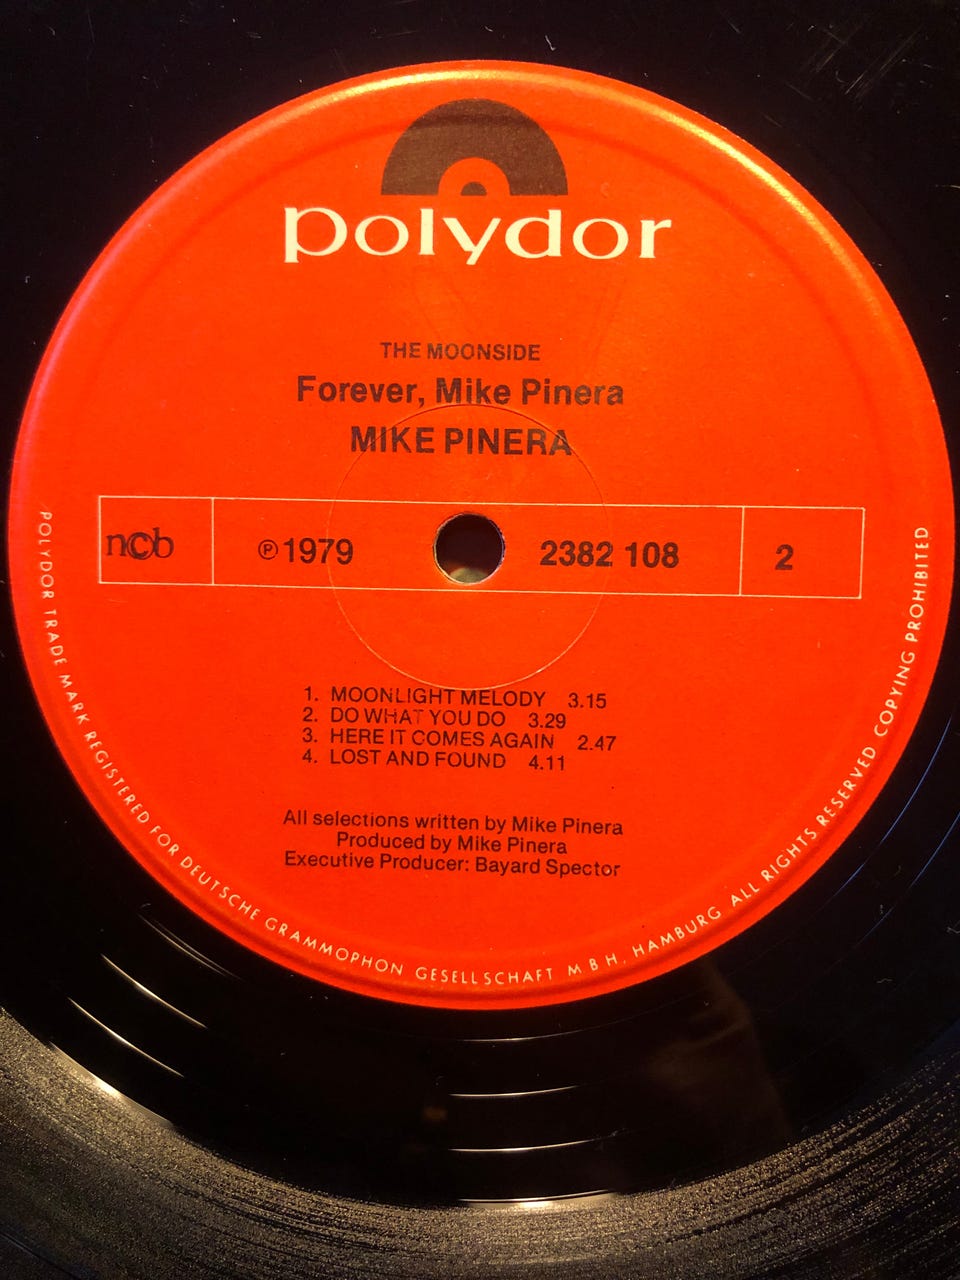 polydor
THE MOONSIDE
Forever, Mike Pinera
MIKE PINERA
ncb
℗ 1979
2382 108
2
1. MOONLIGHT MELODY 3.15
2. DO WHAT YOU DO 3.29
3. HERE IT COMES AGAIN 2.47
4. LOST AND FOUND 4.11
All selections written by Mike Pinera
Produced by Mike Pinera
Executive Producer: Bayard Spector
POLYDOR TRADE MARK REGISTERED FOR DEUTSCHE GRAMMOPHON GESELLSCHAFT M B H, HAMBURG ALL RIGHTS RESERVED COPYING PROHIBITED